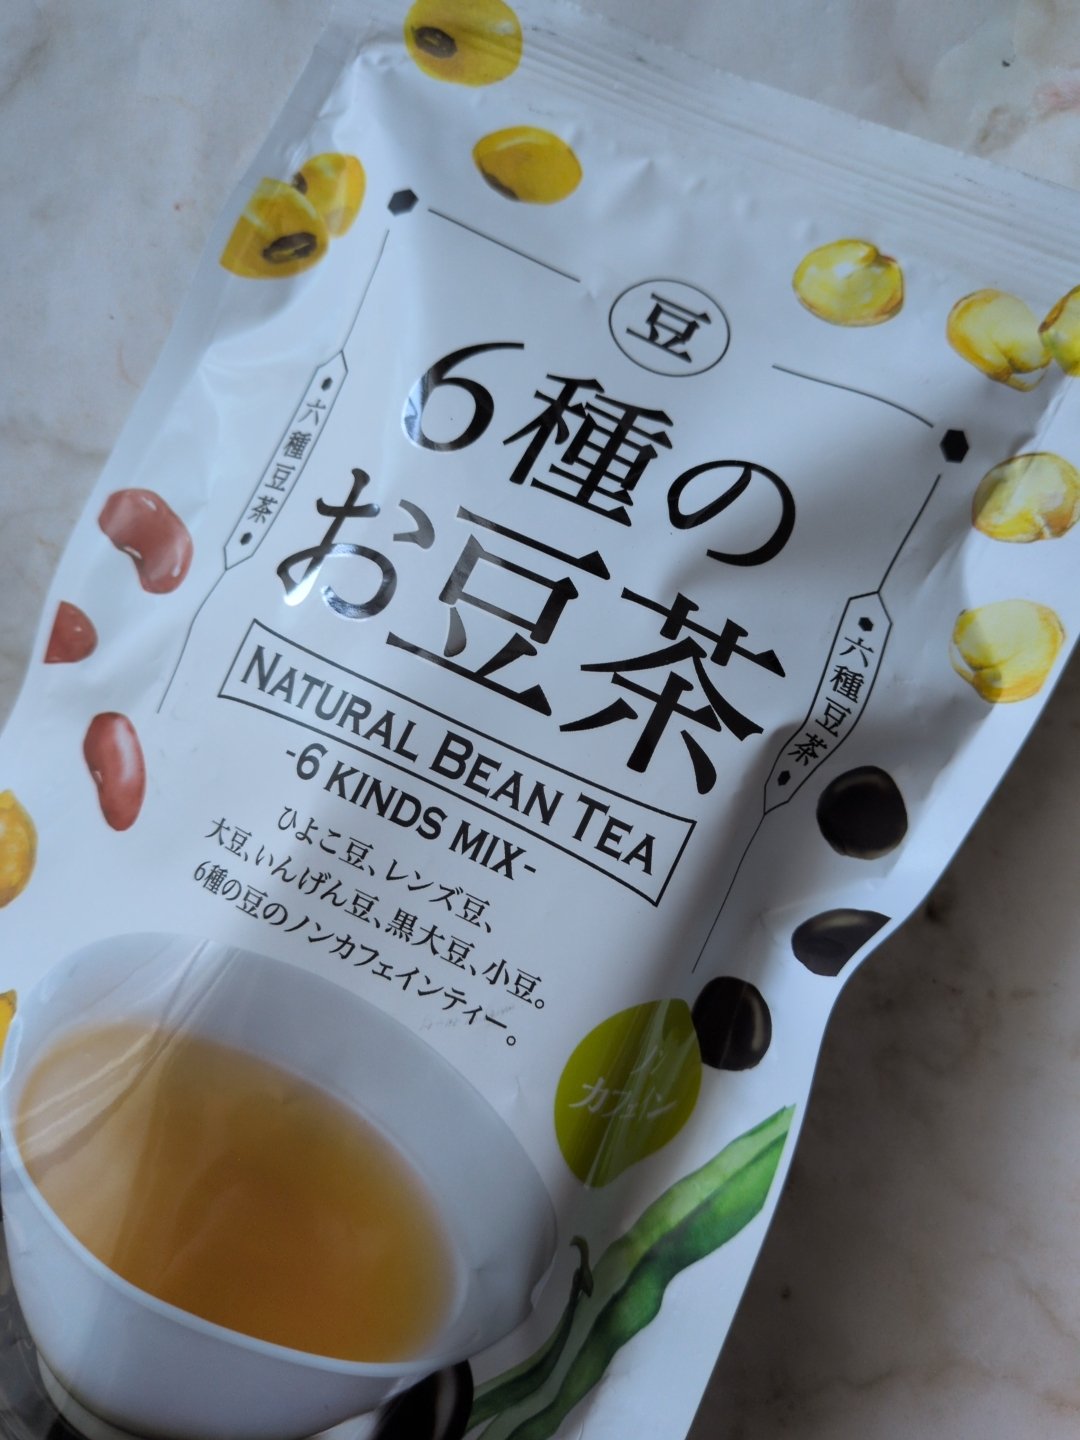 豆
6種の
お豆茶
六種豆茶
六種豆茶
NATURAL BEAN TEA
-6 KINDS MIX-
ひよこ豆、レンズ豆、
大豆、いんげん豆、黒大豆、小豆。
6種の豆のノンカフェインティー。
ノン
カフェイン